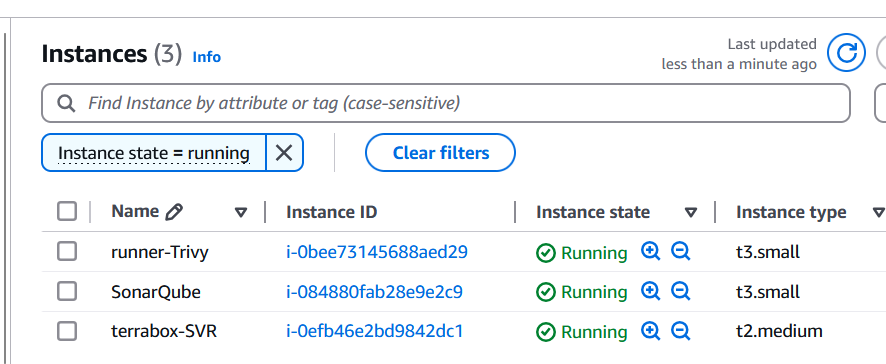 Instances (3) Info
Last updated
less than a minute ago
Find Instance by attribute or tag (case-sensitive)
Instance state = running
Clear filters
Name Instance ID Instance state Instance type
runner-Trivy i-0bee73145688aed29 Running t3.small
SonarQube i-084880fab28e9e2c9 Running t3.small
terrabox-SVR i-0efb46e2bd9842dc1 Running t2.medium